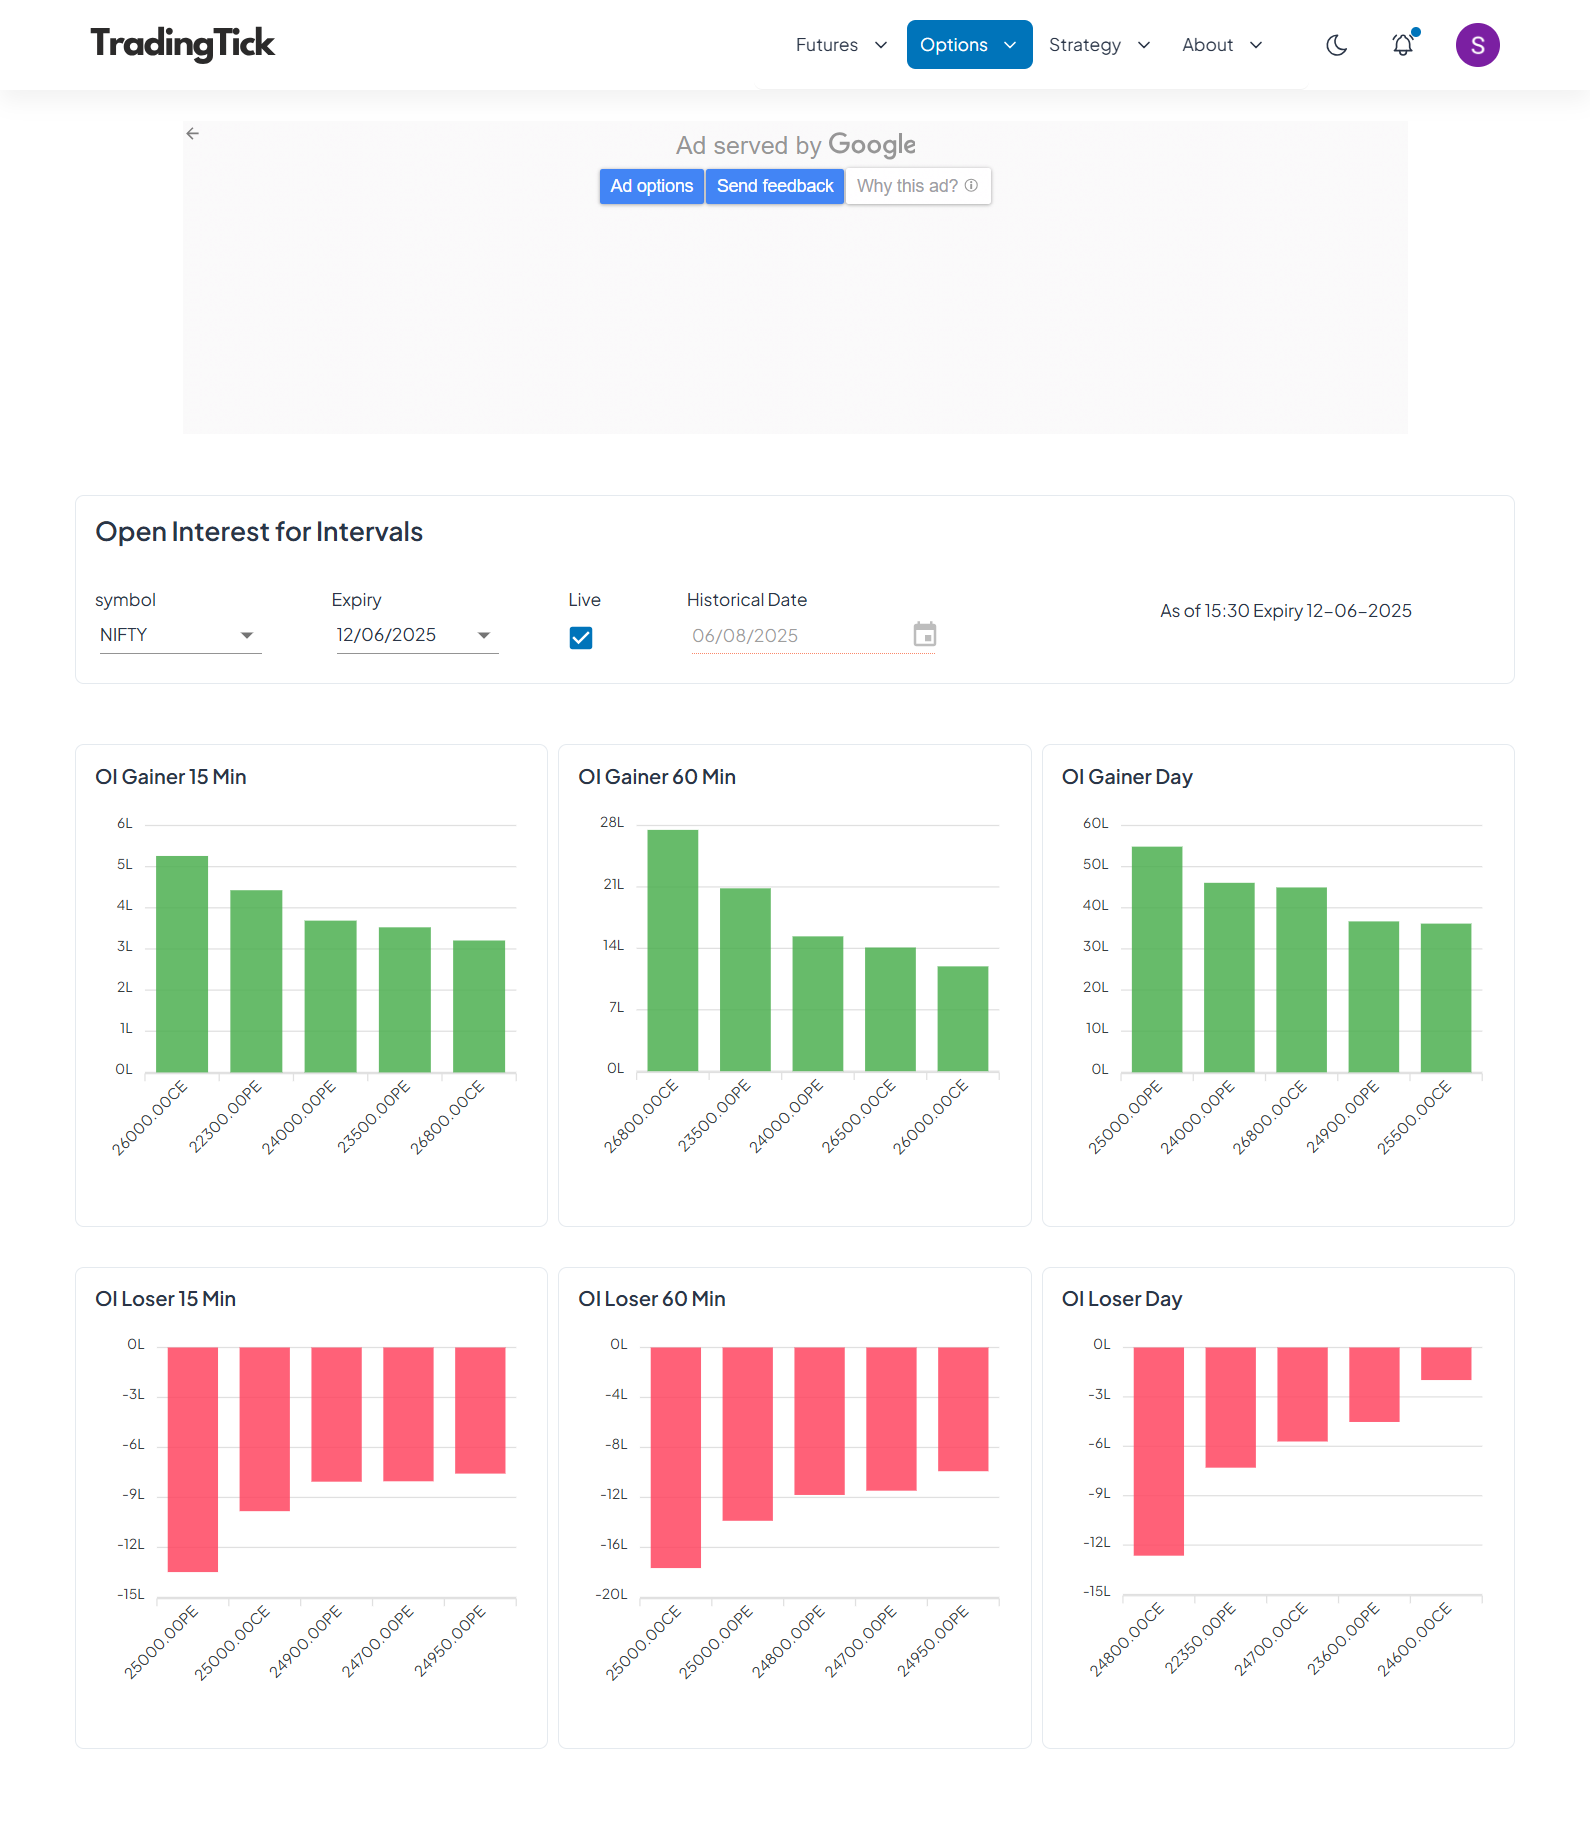 TradingTick
Futures Options Strategy About S
Ad served by Google
Ad options Send feedback Why this ad?
Open Interest for Intervals
symbol Expiry Live Historical Date
As of 15:30 Expiry 12-06-2025
NIFTY 12/06/2025 06/08/2025
OI Gainer 15 Min
6L
5L
4L
3L
2L
1L
0L
26000.00CE 22300.00PE 24000.00PE 23500.00PE 26800.00CE
OI Gainer 60 Min
28L
21L
14L
7L
0L
26800.00CE 23500.00PE 24000.00PE 26500.00CE 26000.00CE
OI Gainer Day
60L
50L
40L
30L
20L
10L
0L
25000.00PE 24000.00PE 26800.00CE 24900.00PE 25500.00CE
OI Loser 15 Min
0L
-3L
-6L
-9L
-12L
-15L
25000.00PE 25000.00CE 24900.00PE 24700.00PE 24950.00PE
OI Loser 60 Min
0L
-4L
-8L
-12L
-16L
-20L
25000.00CE 25000.00PE 24800.00PE 24700.00PE 24950.00PE
OI Loser Day
0L
-3L
-6L
-9L
-12L
-15L
24800.00CE 22350.00PE 24700.00CE 23600.00PE 24600.00CE